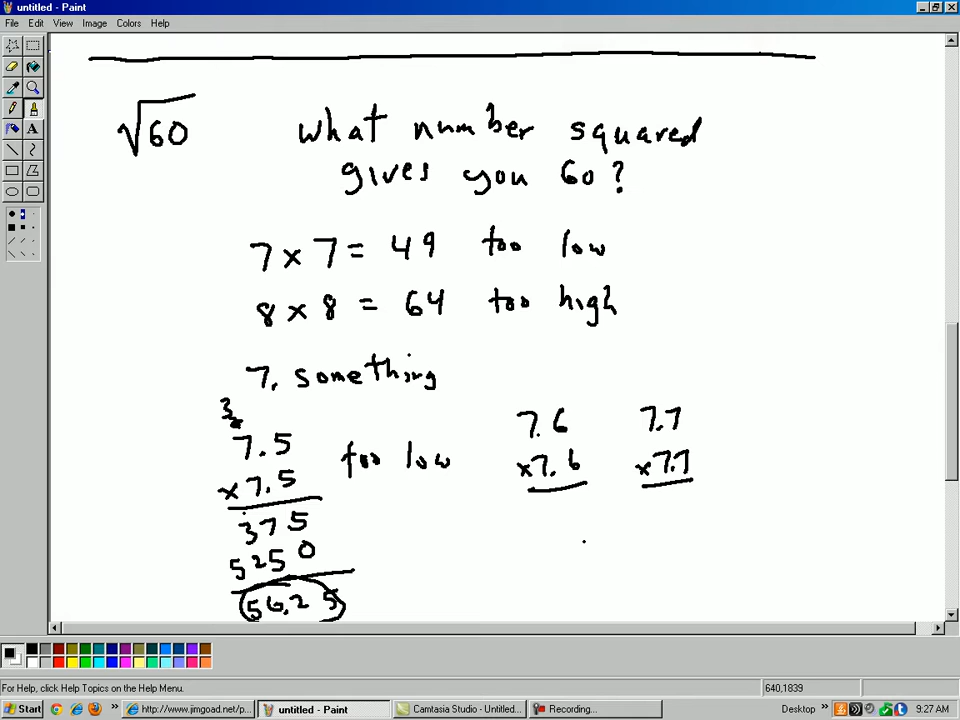 untitled - Paint
File Edit View Image Colors Help
√60 What number squared
gives you 60?
7 x 7 = 49 too low
8 x 8 = 64 too high
7. something
3
7.5 too low 7.6 7.7
x 7.5 x7.6 x7.7
375
5250
56.25
For Help, click Help Topics on the Help Menu. 640,1839
Start » http://www.jimgoad.net/p... untitled - Paint Camtasia Studio - Untitled... Recording... Desktop » 9:27 AM